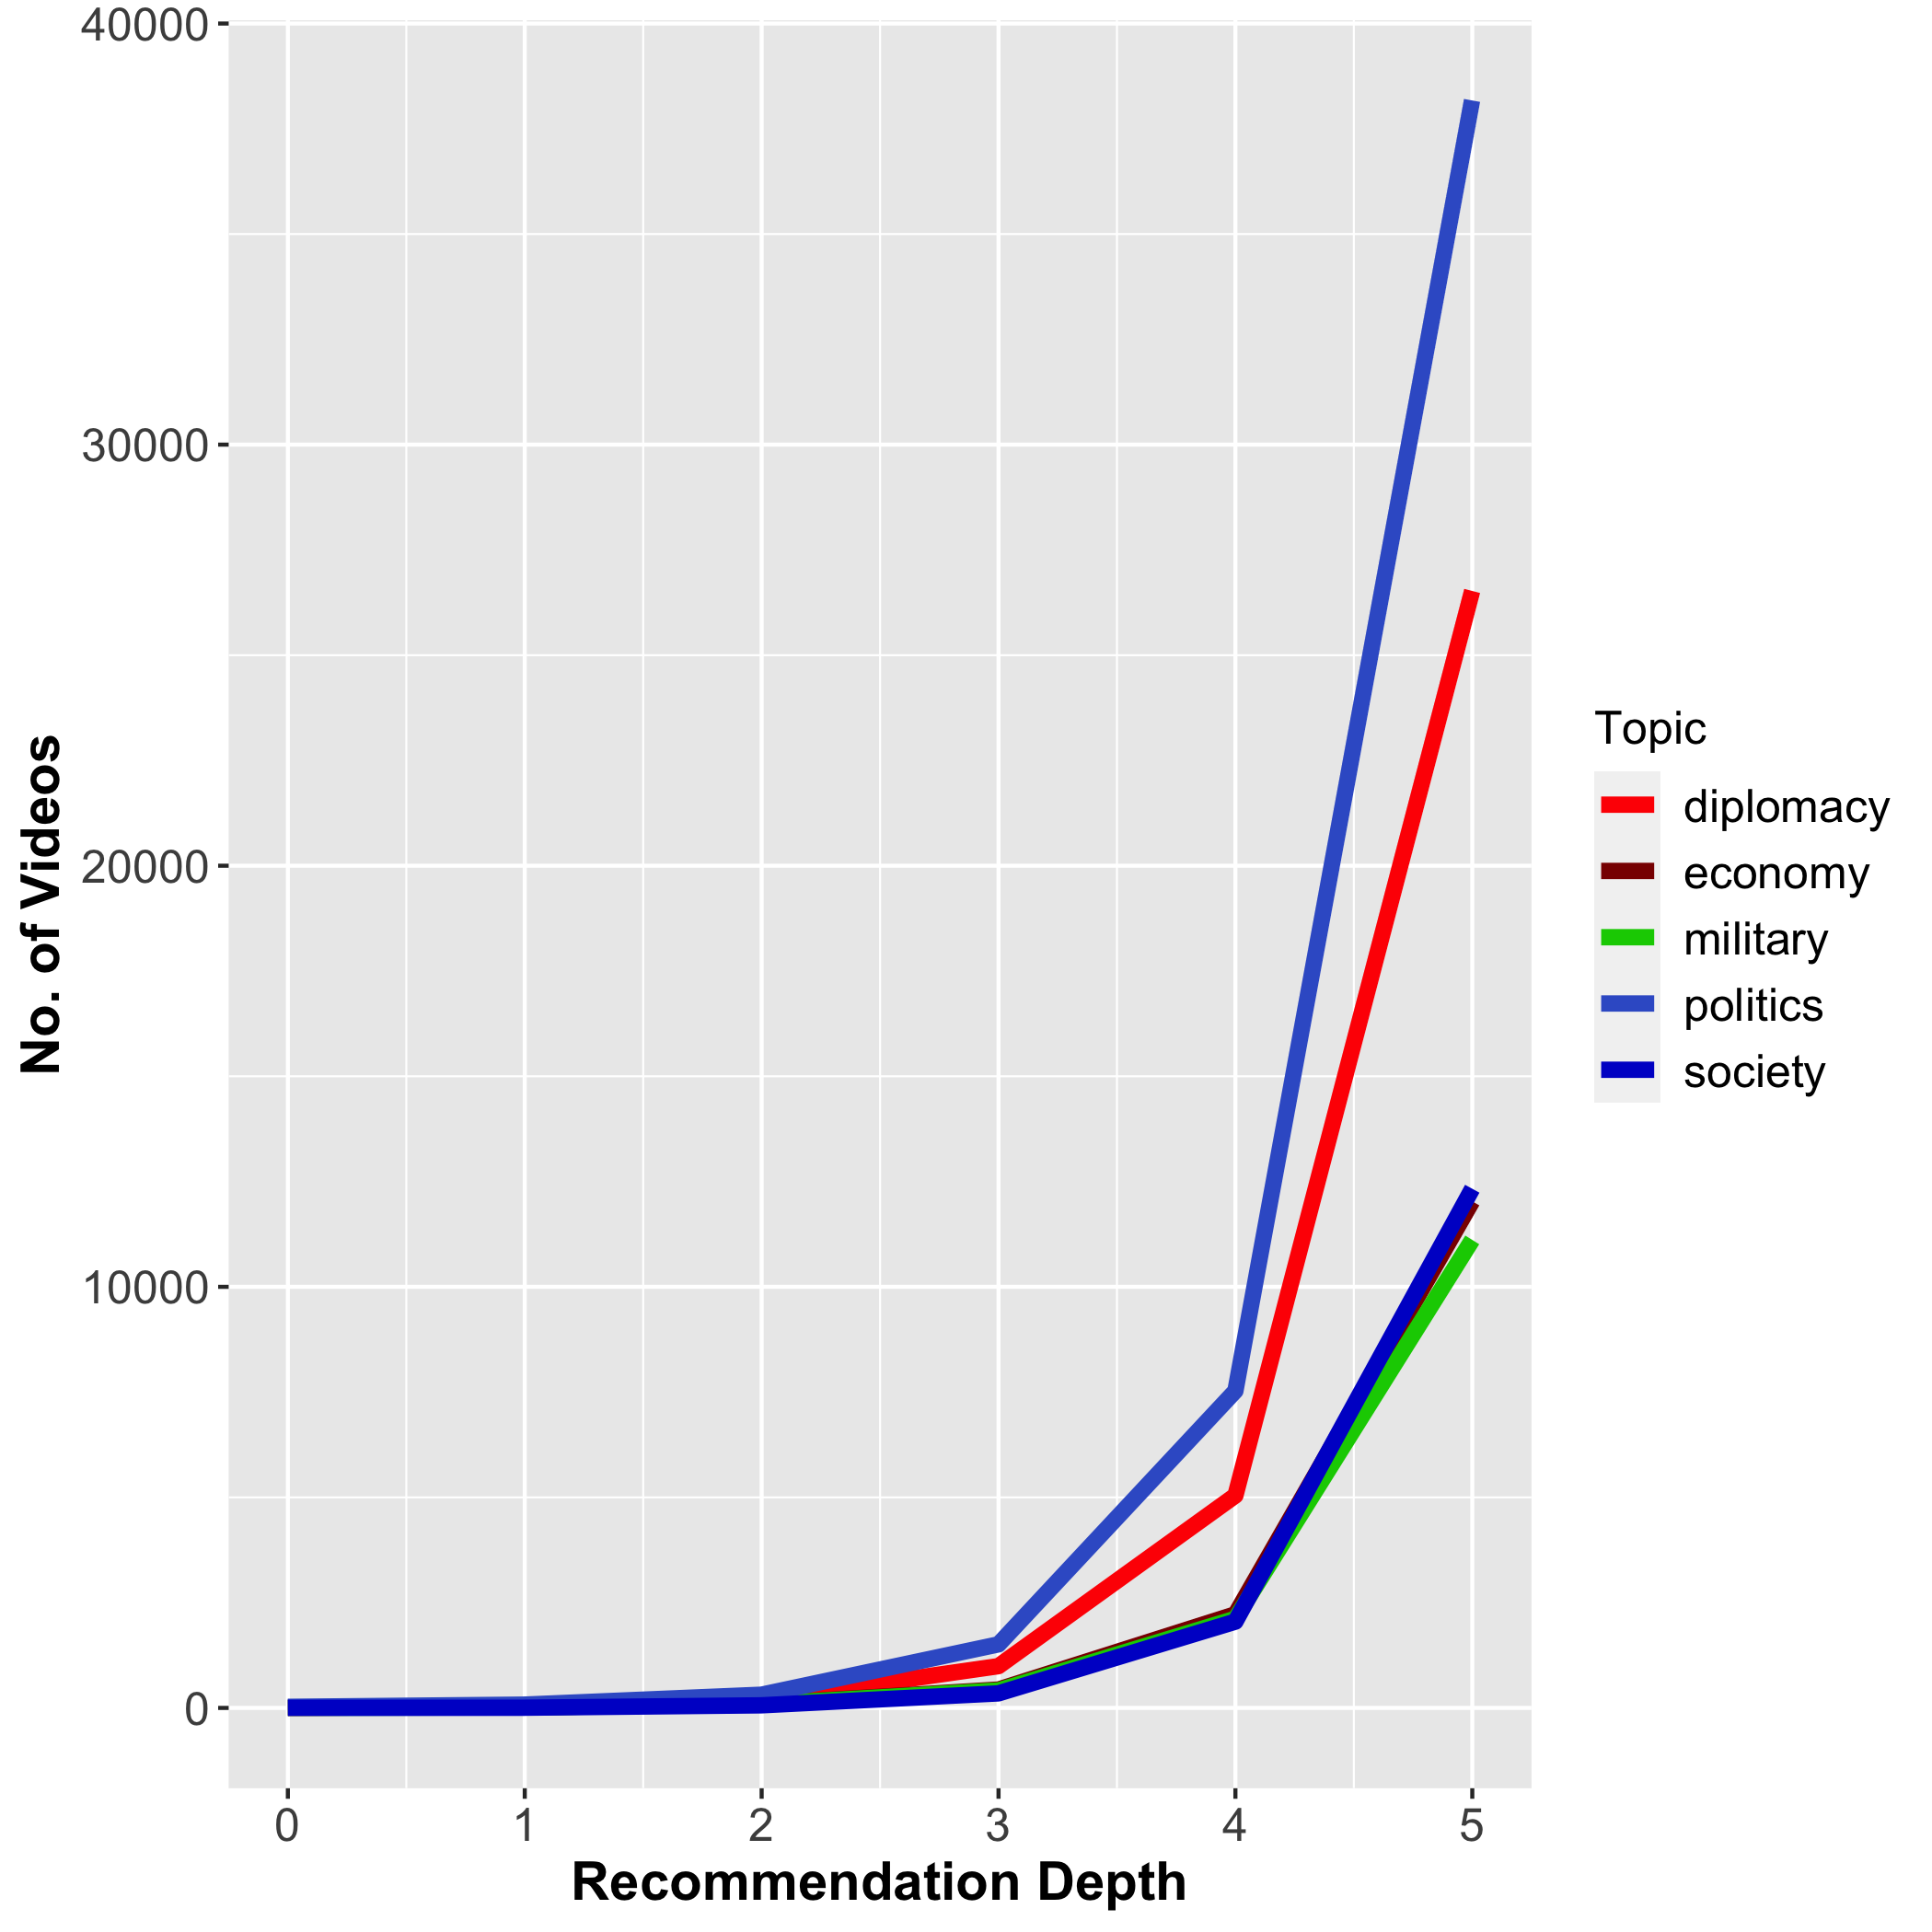 40000
30000
20000
10000
0
No. of Videos
0 1 2 3 4 5
Recommendation Depth
Topic
diplomacy
economy
military
politics
society